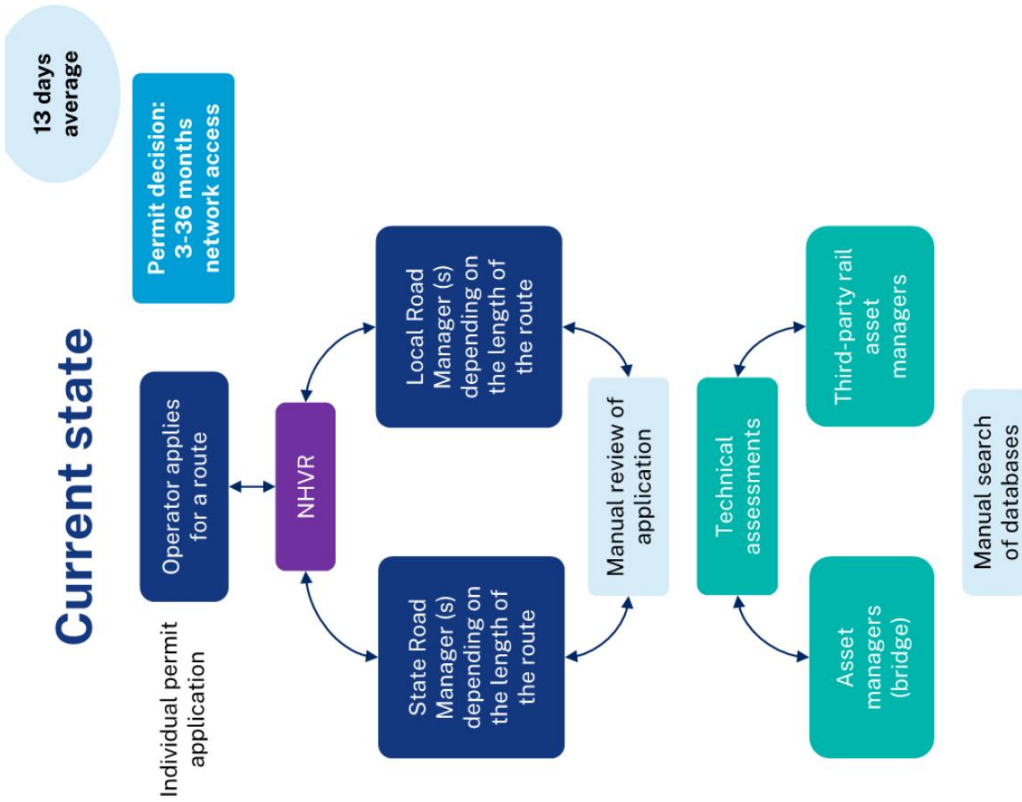 Current state
13 days
average
Individual permit
application
Operator applies
for a route
Permit decision:
3-36 months
network access
NHVR
State Road
Manager (s)
depending on
the length of
the route
Local Road
Manager (s)
depending on
the length of
the route
Manual review of
application
Technical
assessments
Asset
managers
(bridge)
Third-party rail
asset
managers
Manual search
of databases